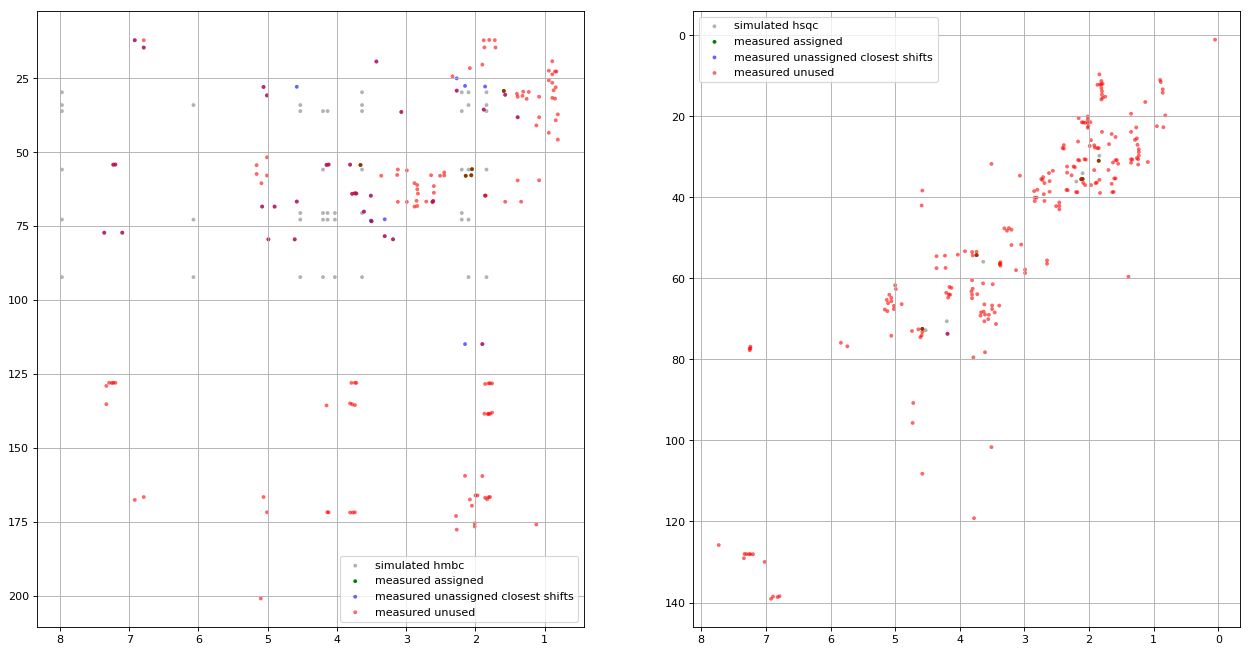 25
50
75
100
125
150
175
200
8 7 6 5 4 3 2 1
simulated hmbc
measured assigned
measured unassigned closest shifts
measured unused
0
20
40
60
80
100
120
140
8 7 6 5 4 3 2 1 0
simulated hsqc
measured assigned
measured unassigned closest shifts
measured unused